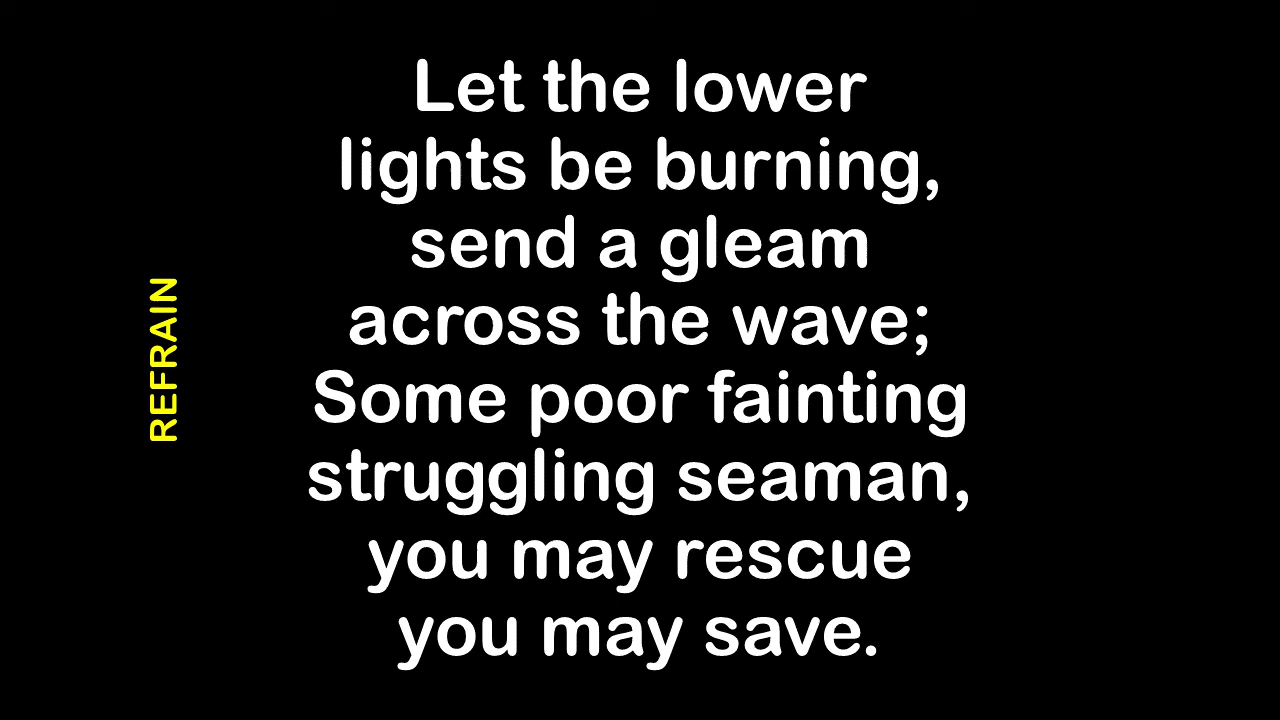 REFRAIN
Let the lower
lights be burning,
send a gleam
across the wave;
Some poor fainting
struggling seaman,
you may rescue
you may save.